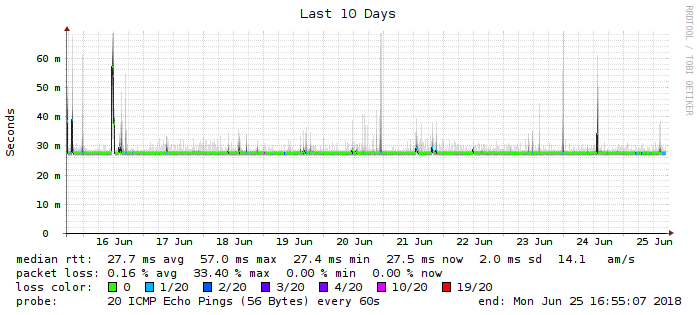 Last 10 Days
RRDTOOL / TOBI OETIKER
Seconds
60 m
50 m
40 m
30 m
20 m
10 m
0
16 Jun 17 Jun 18 Jun 19 Jun 20 Jun 21 Jun 22 Jun 23 Jun 24 Jun 25 Jun
median rtt: 27.7 ms avg 57.0 ms max 27.4 ms min 27.5 ms now 2.0 ms sd 14.1 am/s
packet loss: 0.16 % avg 33.40 % max 0.00 % min 0.00 % now
loss color: 0 1/20 2/20 3/20 4/20 10/20 19/20
probe: 20 ICMP Echo Pings (56 Bytes) every 60s end: Mon Jun 25 16:55:07 2018